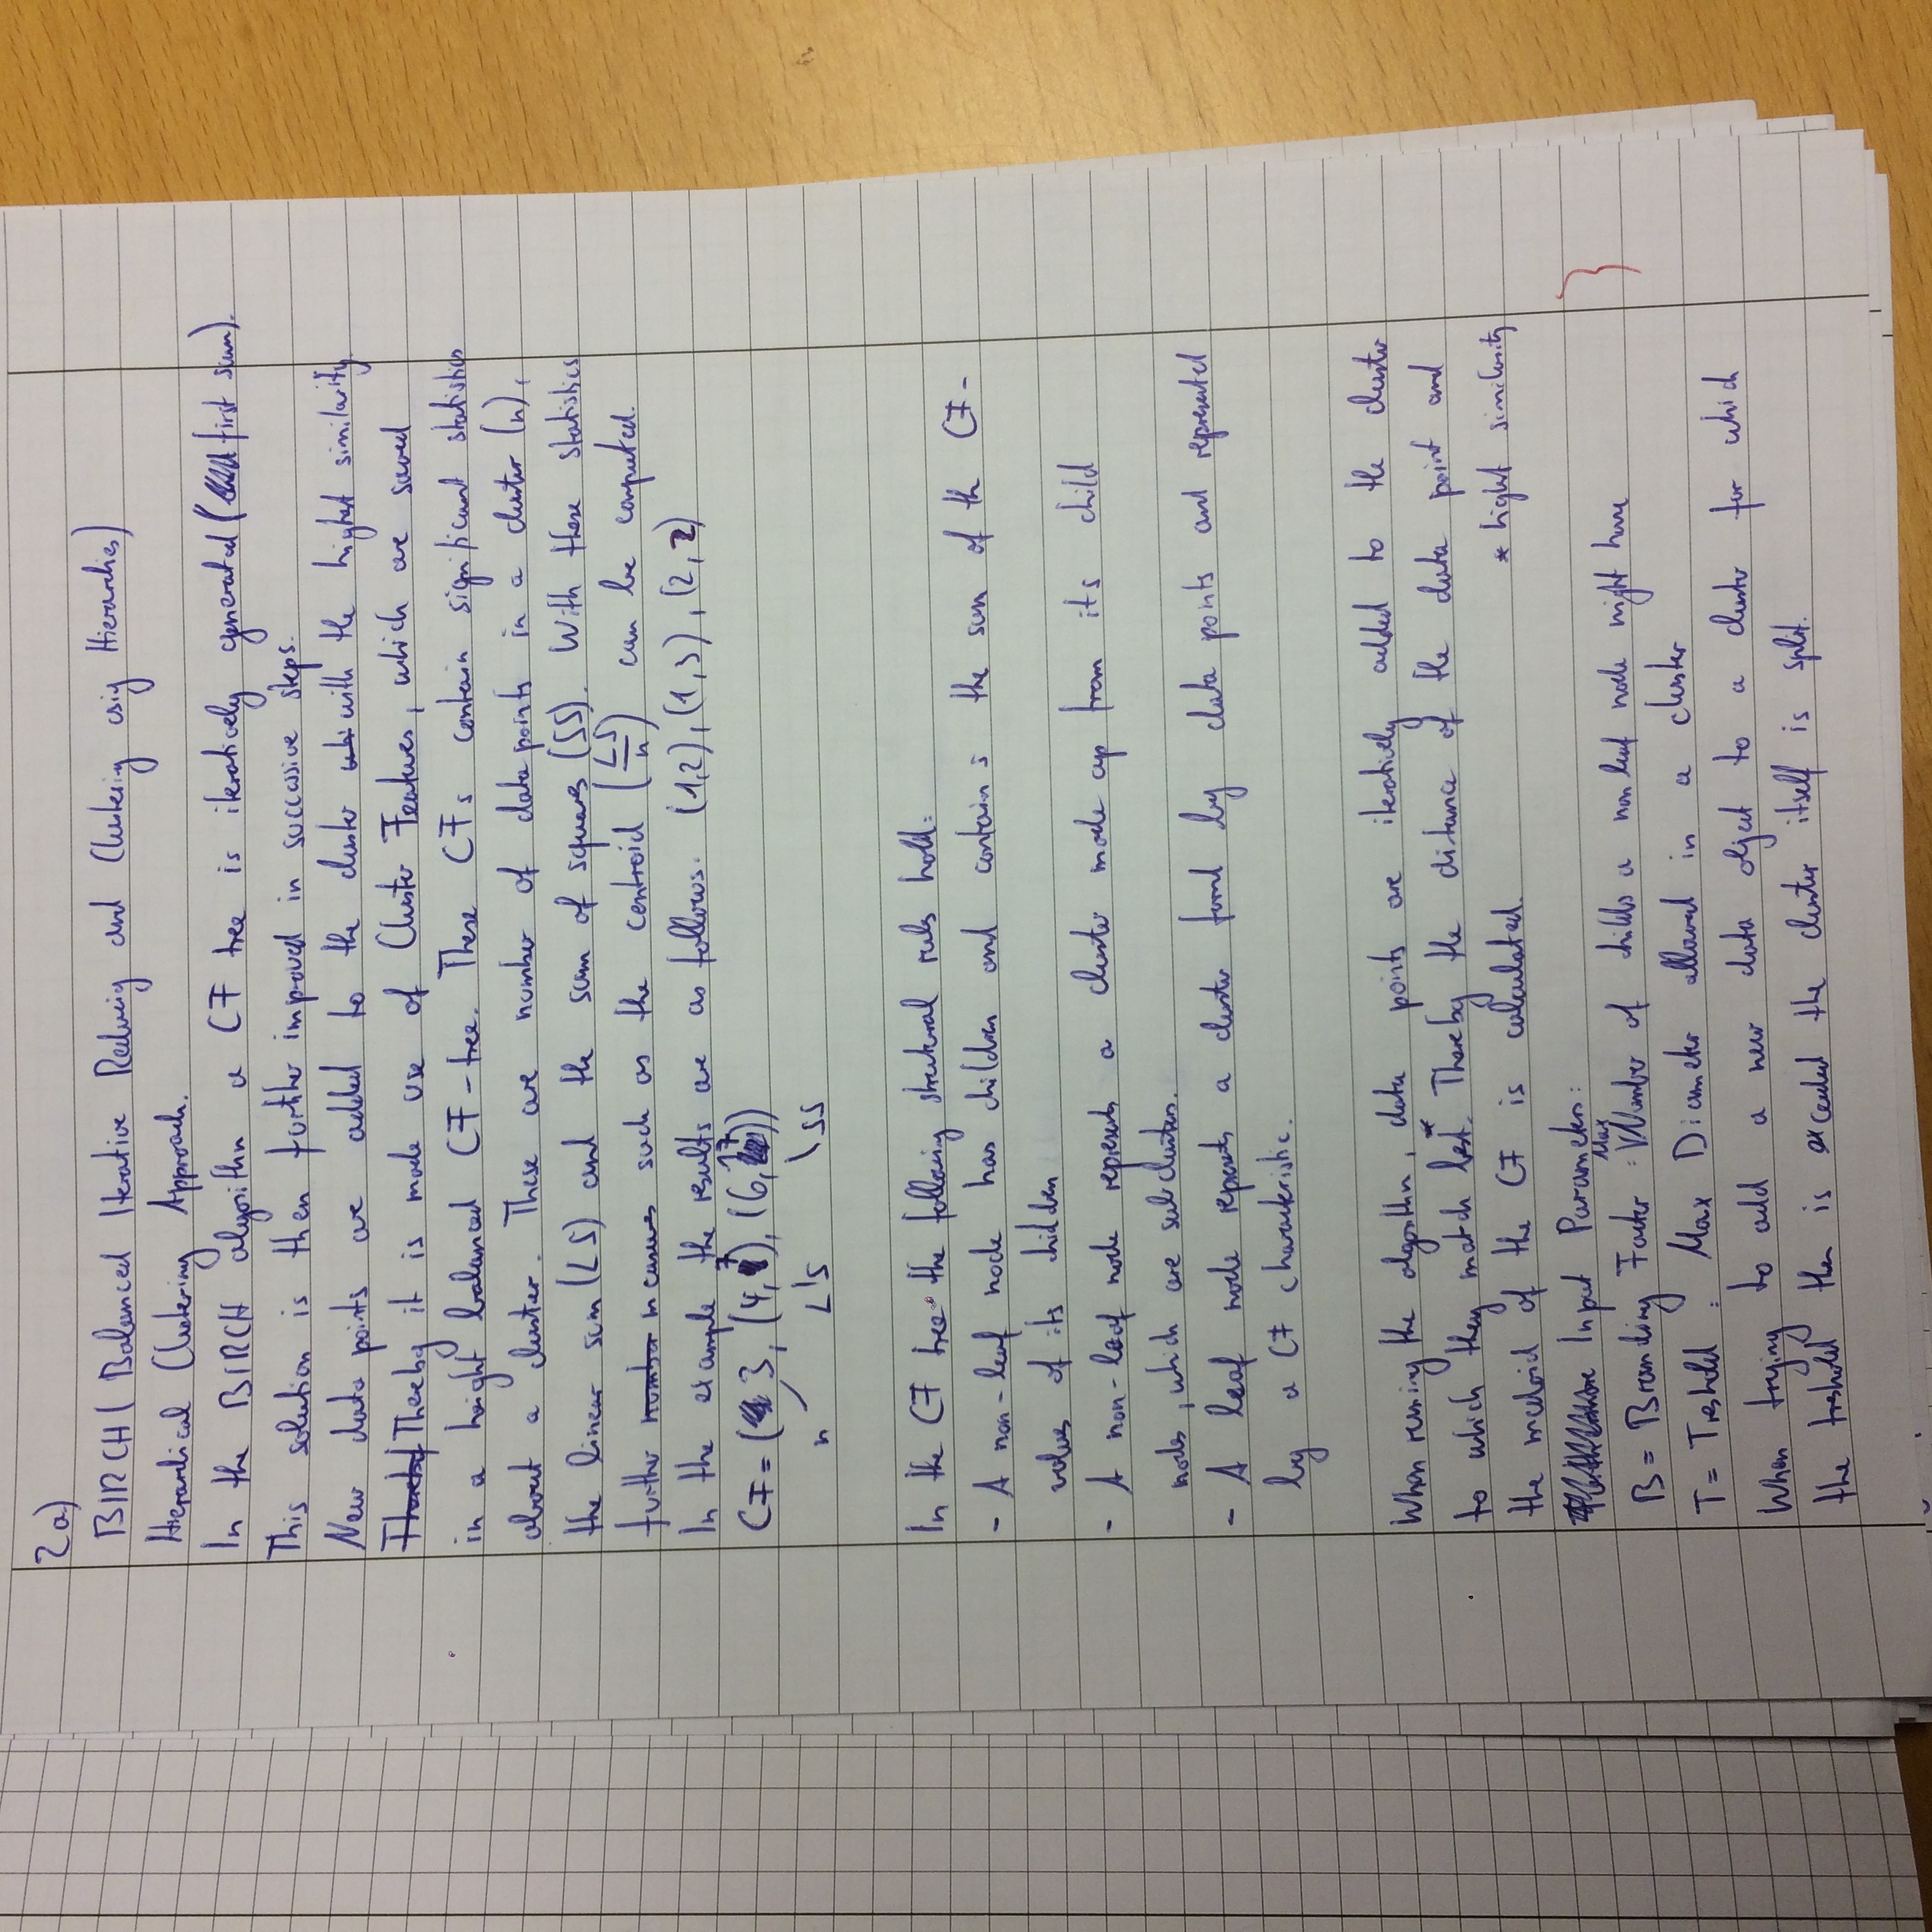 2a)
BIRCH ( Balanced Iterative Reducing and Clustering usig Hierarchies)
Hierarchical Clustering Approach.
In the BIRCH algorithn a CF tree is iteratively generated ( first scan).
This solution is then further improved in successive steps.
New data points are added to the cluster with the highest similarity
Thereby Thereby it is made use of Cluster Features, which are saved
in a height balanced CF-tree. These CFs contain significant statistics
about a cluster. These are number of data points in a cluster (n),
the linear sum (LS) and the sum of squares (SS). With these statistics
further number measures such as the centroid (LS/n) can be computed.
In the example the results are as follows. (1,2), (1,3), (2,2)
CF = ( 3, (4,7), (6,17))
n LS SS
In the CF tree the following structural rules hold:
- A non-leaf node has children and contains the sum of th CF-
values of its children
- A non-leaf node represents a cluster made up from its child
nodes, which are subclusters.
- A leaf node repesents a cluster formd by data points and represented
by a CF characteristic.
When running the algorithn, data points are iteratively added to the cluster
to which they match best*. Thereby the distance of the data point and
the medoid of the CF is calculated.
* hight similarity
Input Parameters:
B = Branching Factor : Max Number of childs a non leaf node might have
T = Treshold : Max Diameter allowed in a cluster
When trying to add a new data object to a cluster for which
the treshold then is exceeded the cluster itself is split.